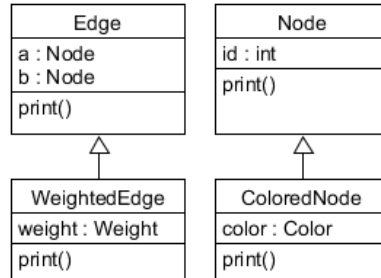 Edge
a : Node
b : Node
print()
Node
id : int
print()
WeightedEdge
weight : Weight
print()
ColoredNode
color : Color
print()